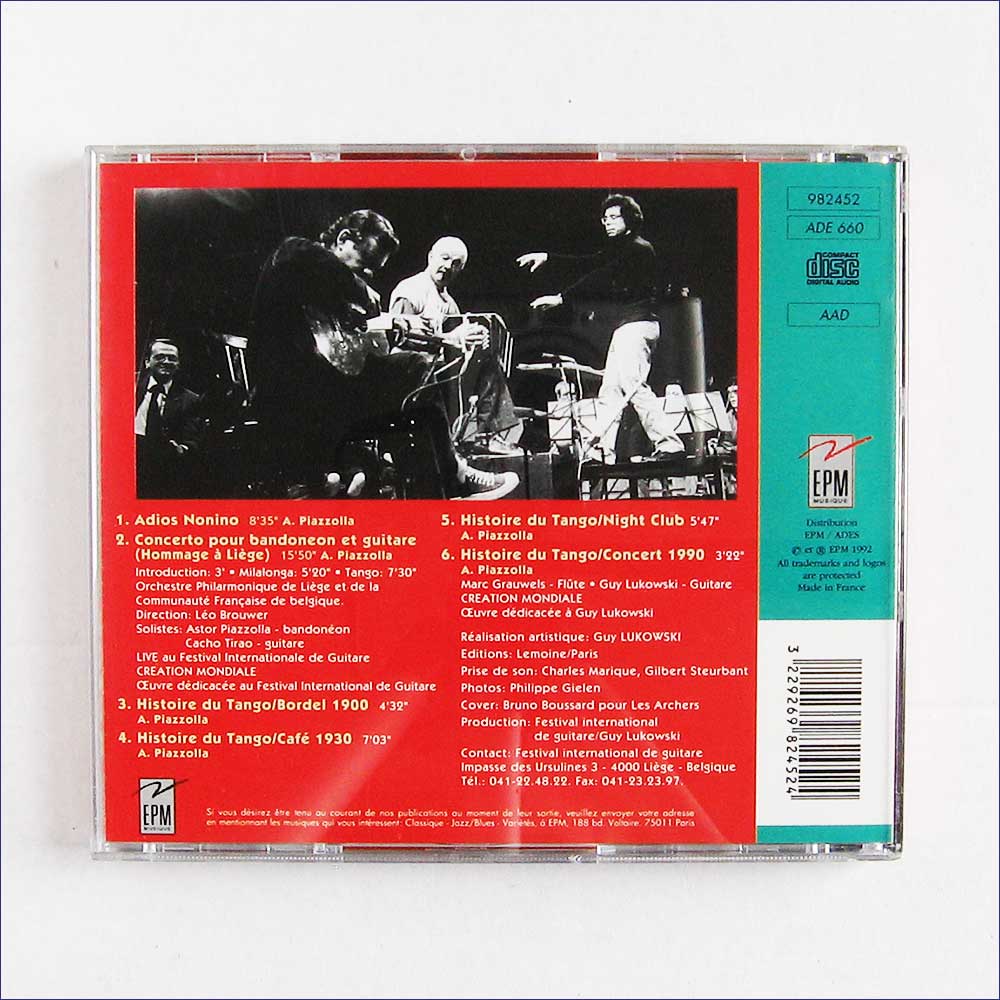 1. Adios Nonino 8'35" A. Piazzolla
2. Concerto pour bandoneon et guitare
(Hommage à Liège) 15'50" A. Piazzolla
Introduction: 3' • Milalonga: 5'20" • Tango: 7'30"
Orchestre Philarmonique de Liège et de la
Communauté Française de belgique.
Direction: Léo Brouwer
Solistes: Astor Piazzolla - bandonéon
Cacho Tirao - guitare
LIVE au Festival Internationale de Guitare
CREATION MONDIALE
Œuvre dédicacée au Festival International de Guitare
3. Histoire du Tango/Bordel 1900 4'32"
A. Piazzolla
4. Histoire du Tango/Café 1930 7'03"
A. Piazzolla
5. Histoire du Tango/Night Club 5'47"
A. Piazzolla
6. Histoire du Tango/Concert 1990 3'22"
A. Piazzolla
Marc Grauwels - Flûte • Guy Lukowski - Guitare
CREATION MONDIALE
Œuvre dédicacée à Guy Lukowski
Réalisation artistique: Guy LUKOWSKI
Editions: Lemoine/Paris
Prise de son: Charles Marique, Gilbert Steurbant
Photos: Philippe Gielen
Cover: Bruno Boussard pour Les Archers
Production: Festival international
de guitare/Guy Lukowski
Contact: Festival international de guitare
Impasse des Ursulines 3 - 4000 Liège - Belgique
Tél.: 041-22.48.22. Fax: 041-23.23.97.
EPM
MUSIQUE
Si vous désirez être tenu au courant de nos publications au moment de leur sortie, veuillez envoyer votre adresse
en mentionnant les musiques qui vous intéressent: Classique - Jazz/Blues - Variétés, à EPM, 188 bd. Voltaire. 75011 Paris
982452
ADE 660
COMPACT
disc
DIGITAL AUDIO
AAD
EPM
MUSIQUE
Distribution
EPM / ADES
© et ℗ EPM 1992
All trademarks and logos
are protected
Made in France
3 229269 824524